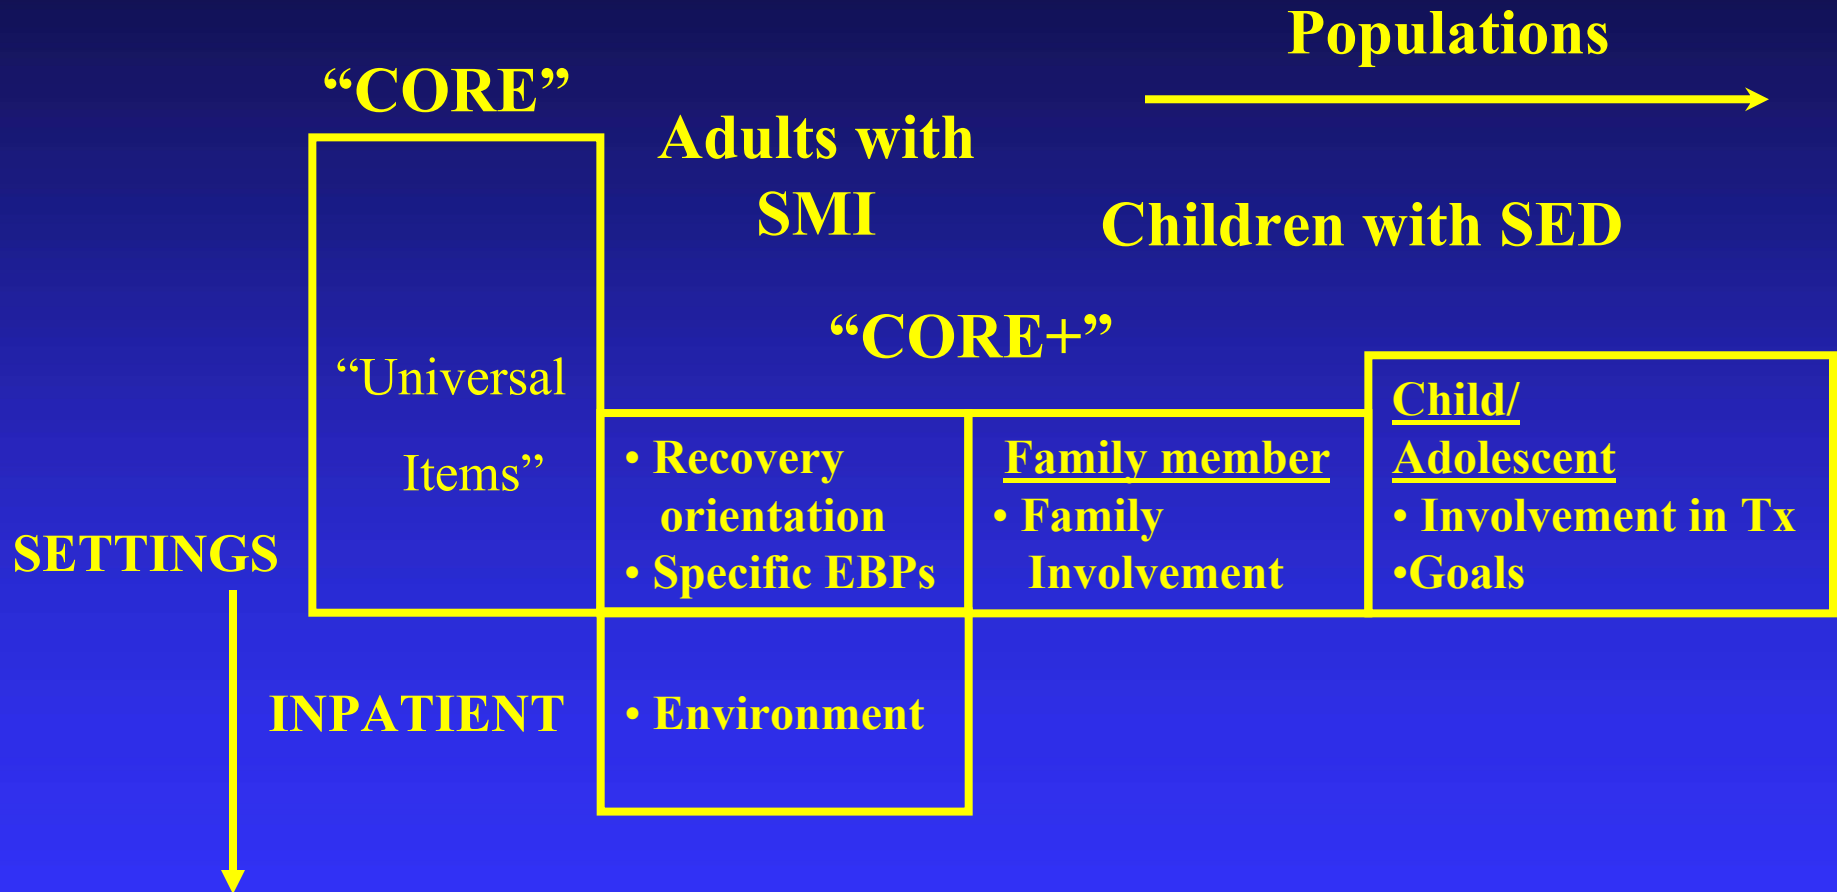 Populations
“CORE”
Adults with
SMI
Children with SED
“CORE+”
“Universal
Items”
• Recovery
orientation
• Specific EBPs
Family member
• Family
Involvement
Child/
Adolescent
• Involvement in Tx
•Goals
SETTINGS
INPATIENT
• Environment